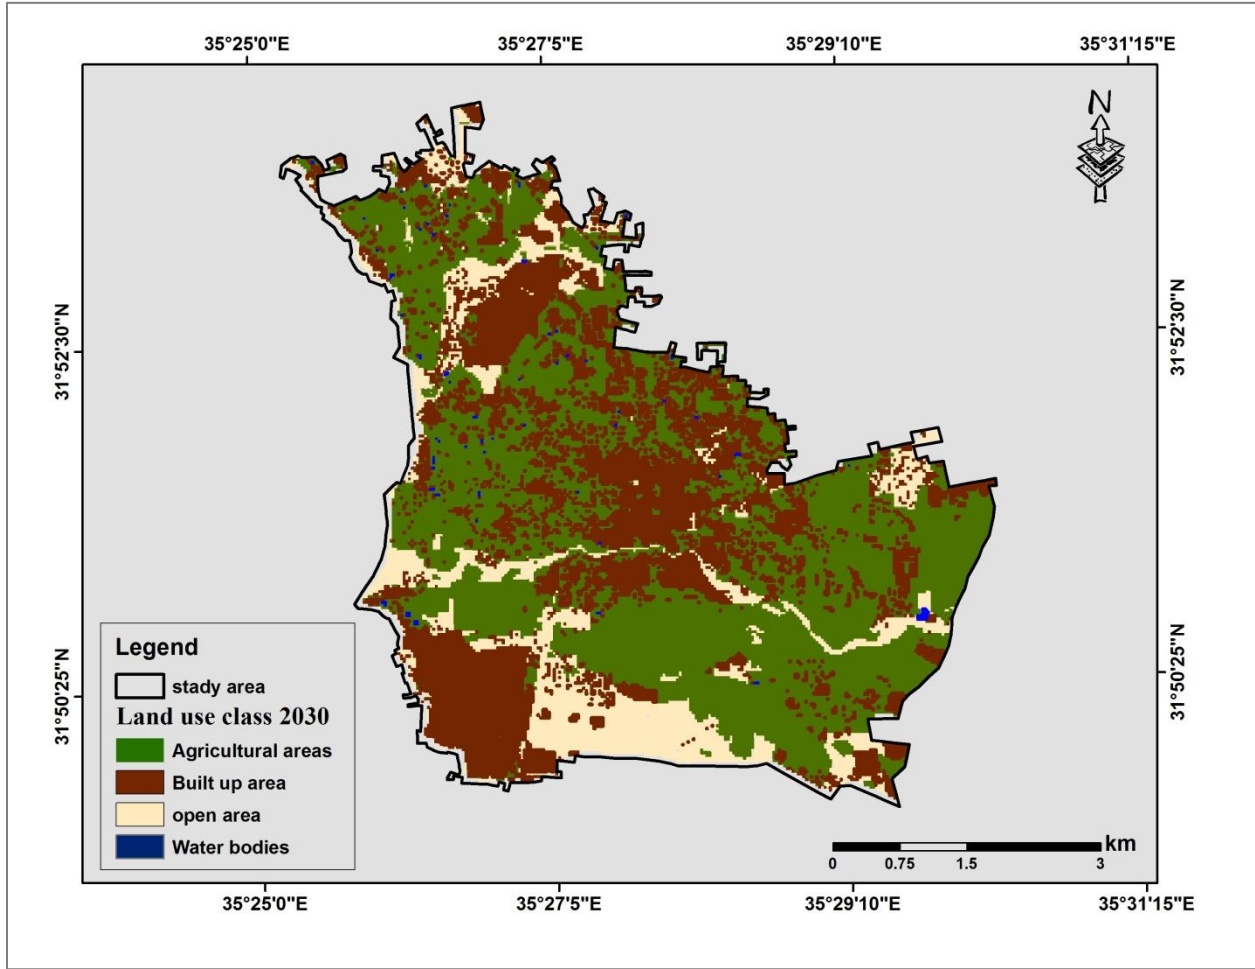 35°25'0"E 35°27'5"E 35°29'10"E 35°31'15"E
N
31°52'30"N
31°52'30"N
31°50'25"N
31°50'25"N
Legend
stady area
Land use class 2030
Agricultural areas
Built up area
open area
Water bodies
km
0 0.75 1.5 3
35°25'0"E 35°27'5"E 35°29'10"E 35°31'15"E